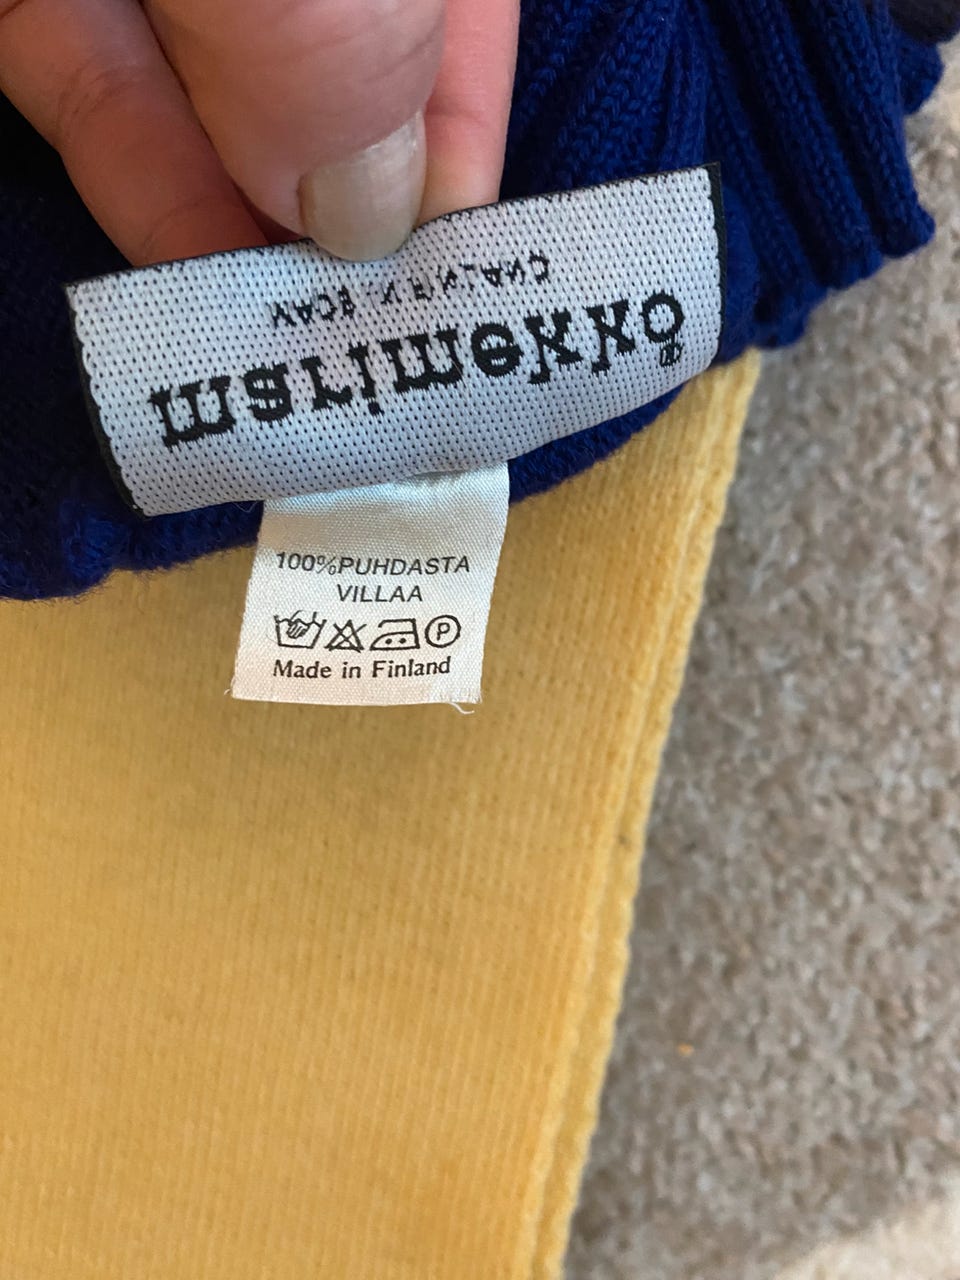 marimekko®
100%PUHDASTA
VILLAA
P
Made in Finland